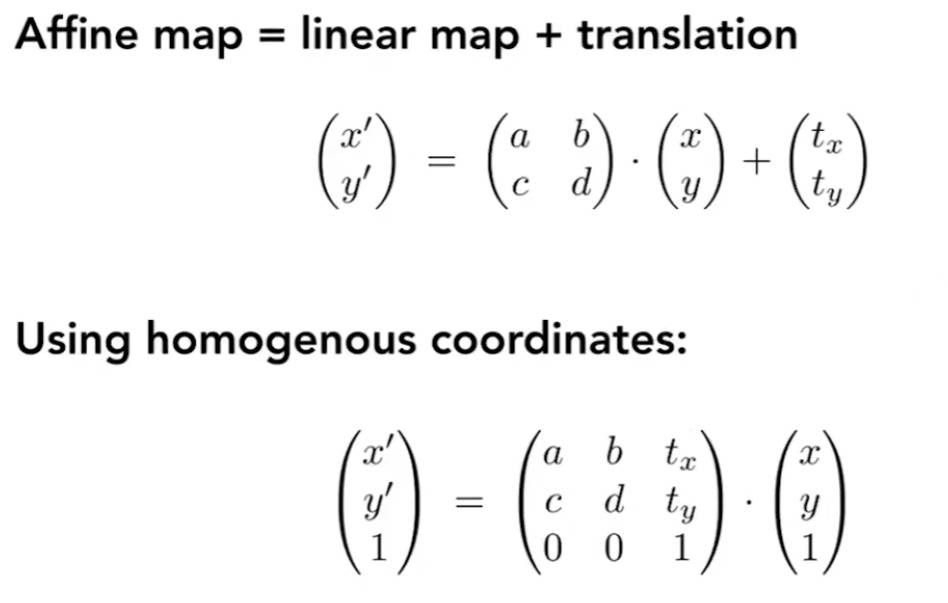 Affine map = linear map + translation
$$\begin{pmatrix} x' \\ y' \end{pmatrix} = \begin{pmatrix} a & b \\ c & d \end{pmatrix} \cdot \begin{pmatrix} x \\ y \end{pmatrix} + \begin{pmatrix} t_x \\ t_y \end{pmatrix}$$
Using homogenous coordinates:
$$\begin{pmatrix} x' \\ y' \\ 1 \end{pmatrix} = \begin{pmatrix} a & b & t_x \\ c & d & t_y \\ 0 & 0 & 1 \end{pmatrix} \cdot \begin{pmatrix} x \\ y \\ 1 \end{pmatrix}$$